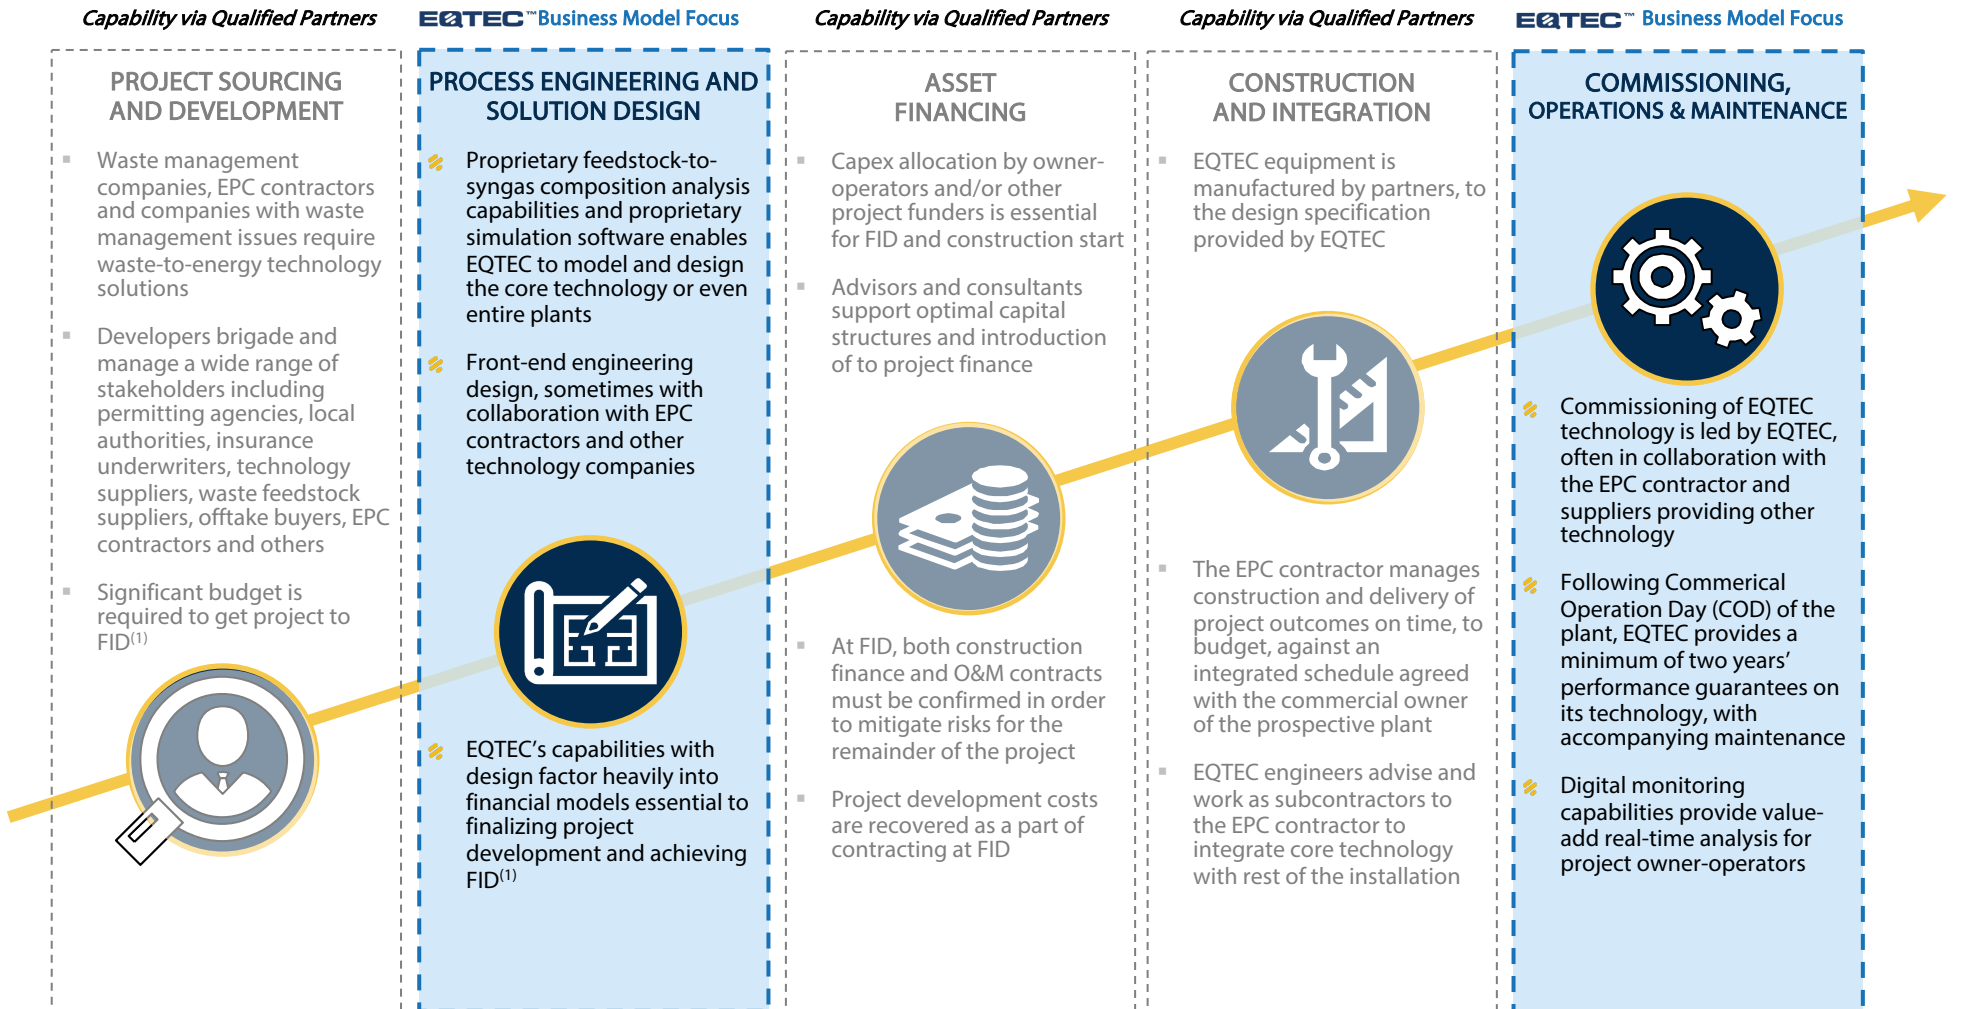 Capability via Qualified Partners
EQTEC™ Business Model Focus
Capability via Qualified Partners
Capability via Qualified Partners
EQTEC™ Business Model Focus
PROJECT SOURCING
AND DEVELOPMENT
▪ Waste management
companies, EPC contractors
and companies with waste
management issues require
waste-to-energy technology
solutions
▪ Developers brigade and
manage a wide range of
stakeholders including
permitting agencies, local
authorities, insurance
underwriters, technology
suppliers, waste feedstock
suppliers, offtake buyers, EPC
contractors and others
▪ Significant budget is
required to get project to
FID(1)
PROCESS ENGINEERING AND
SOLUTION DESIGN
Proprietary feedstock-to-
syngas composition analysis
capabilities and proprietary
simulation software enables
EQTEC to model and design
the core technology or even
entire plants
Front-end engineering
design, sometimes with
collaboration with EPC
contractors and other
technology companies
EQTEC’s capabilities with
design factor heavily into
financial models essential to
finalizing project
development and achieving
FID(1)
ASSET
FINANCING
▪ Capex allocation by owner-
operators and/or other
project funders is essential
for FID and construction start
▪ Advisors and consultants
support optimal capital
structures and introduction
of to project finance
▪ At FID, both construction
finance and O&M contracts
must be confirmed in order
to mitigate risks for the
remainder of the project
▪ Project development costs
are recovered as a part of
contracting at FID
CONSTRUCTION
AND INTEGRATION
▪ EQTEC equipment is
manufactured by partners, to
the design specification
provided by EQTEC
▪ The EPC contractor manages
construction and delivery of
project outcomes on time, to
budget, against an
integrated schedule agreed
with the commercial owner
of the prospective plant
▪ EQTEC engineers advise and
work as subcontractors to
the EPC contractor to
integrate core technology
with rest of the installation
COMMISSIONING,
OPERATIONS & MAINTENANCE
Commissioning of EQTEC
technology is led by EQTEC,
often in collaboration with
the EPC contractor and
suppliers providing other
technology
Following Commerical
Operation Day (COD) of the
plant, EQTEC provides a
minimum of two years’
performance guarantees on
its technology, with
accompanying maintenance
Digital monitoring
capabilities provide value-
add real-time analysis for
project owner-operators